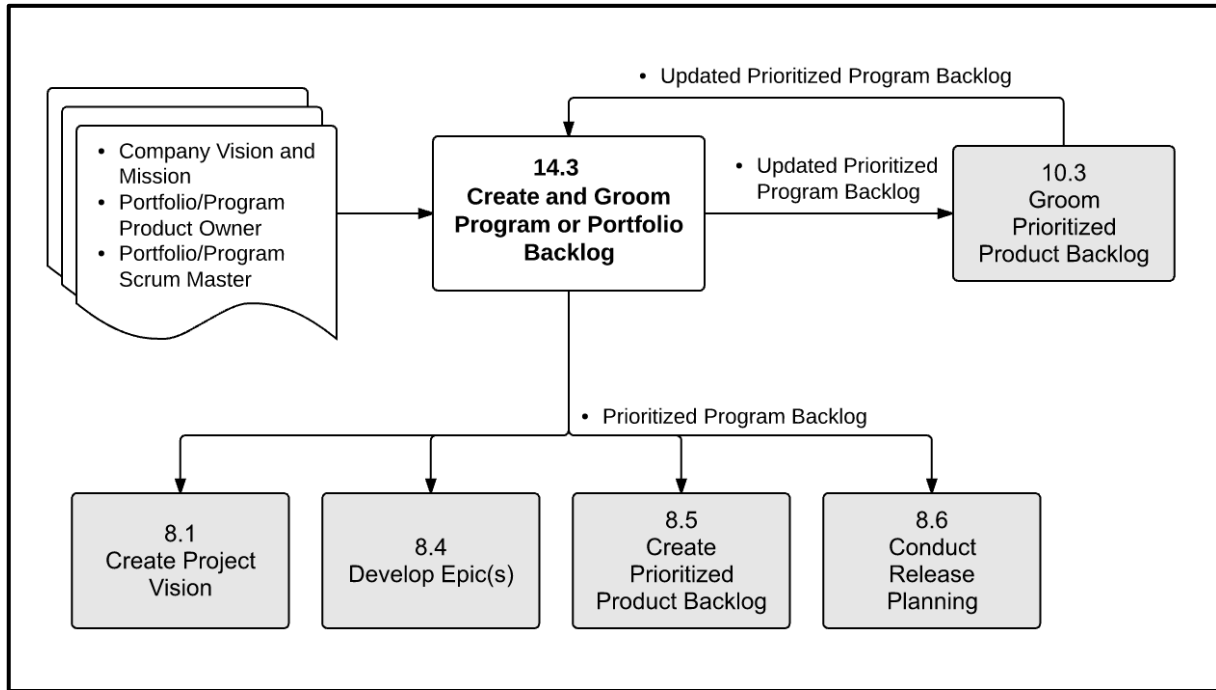 • Updated Prioritized Program Backlog
• Company Vision and
Mission
• Portfolio/Program
Product Owner
• Portfolio/Program
Scrum Master
14.3
Create and Groom
Program or Portfolio
Backlog
• Updated Prioritized
Program Backlog
10.3
Groom
Prioritized
Product Backlog
• Prioritized Program Backlog
8.1
Create Project
Vision
8.4
Develop Epic(s)
8.5
Create
Prioritized
Product Backlog
8.6
Conduct
Release
Planning